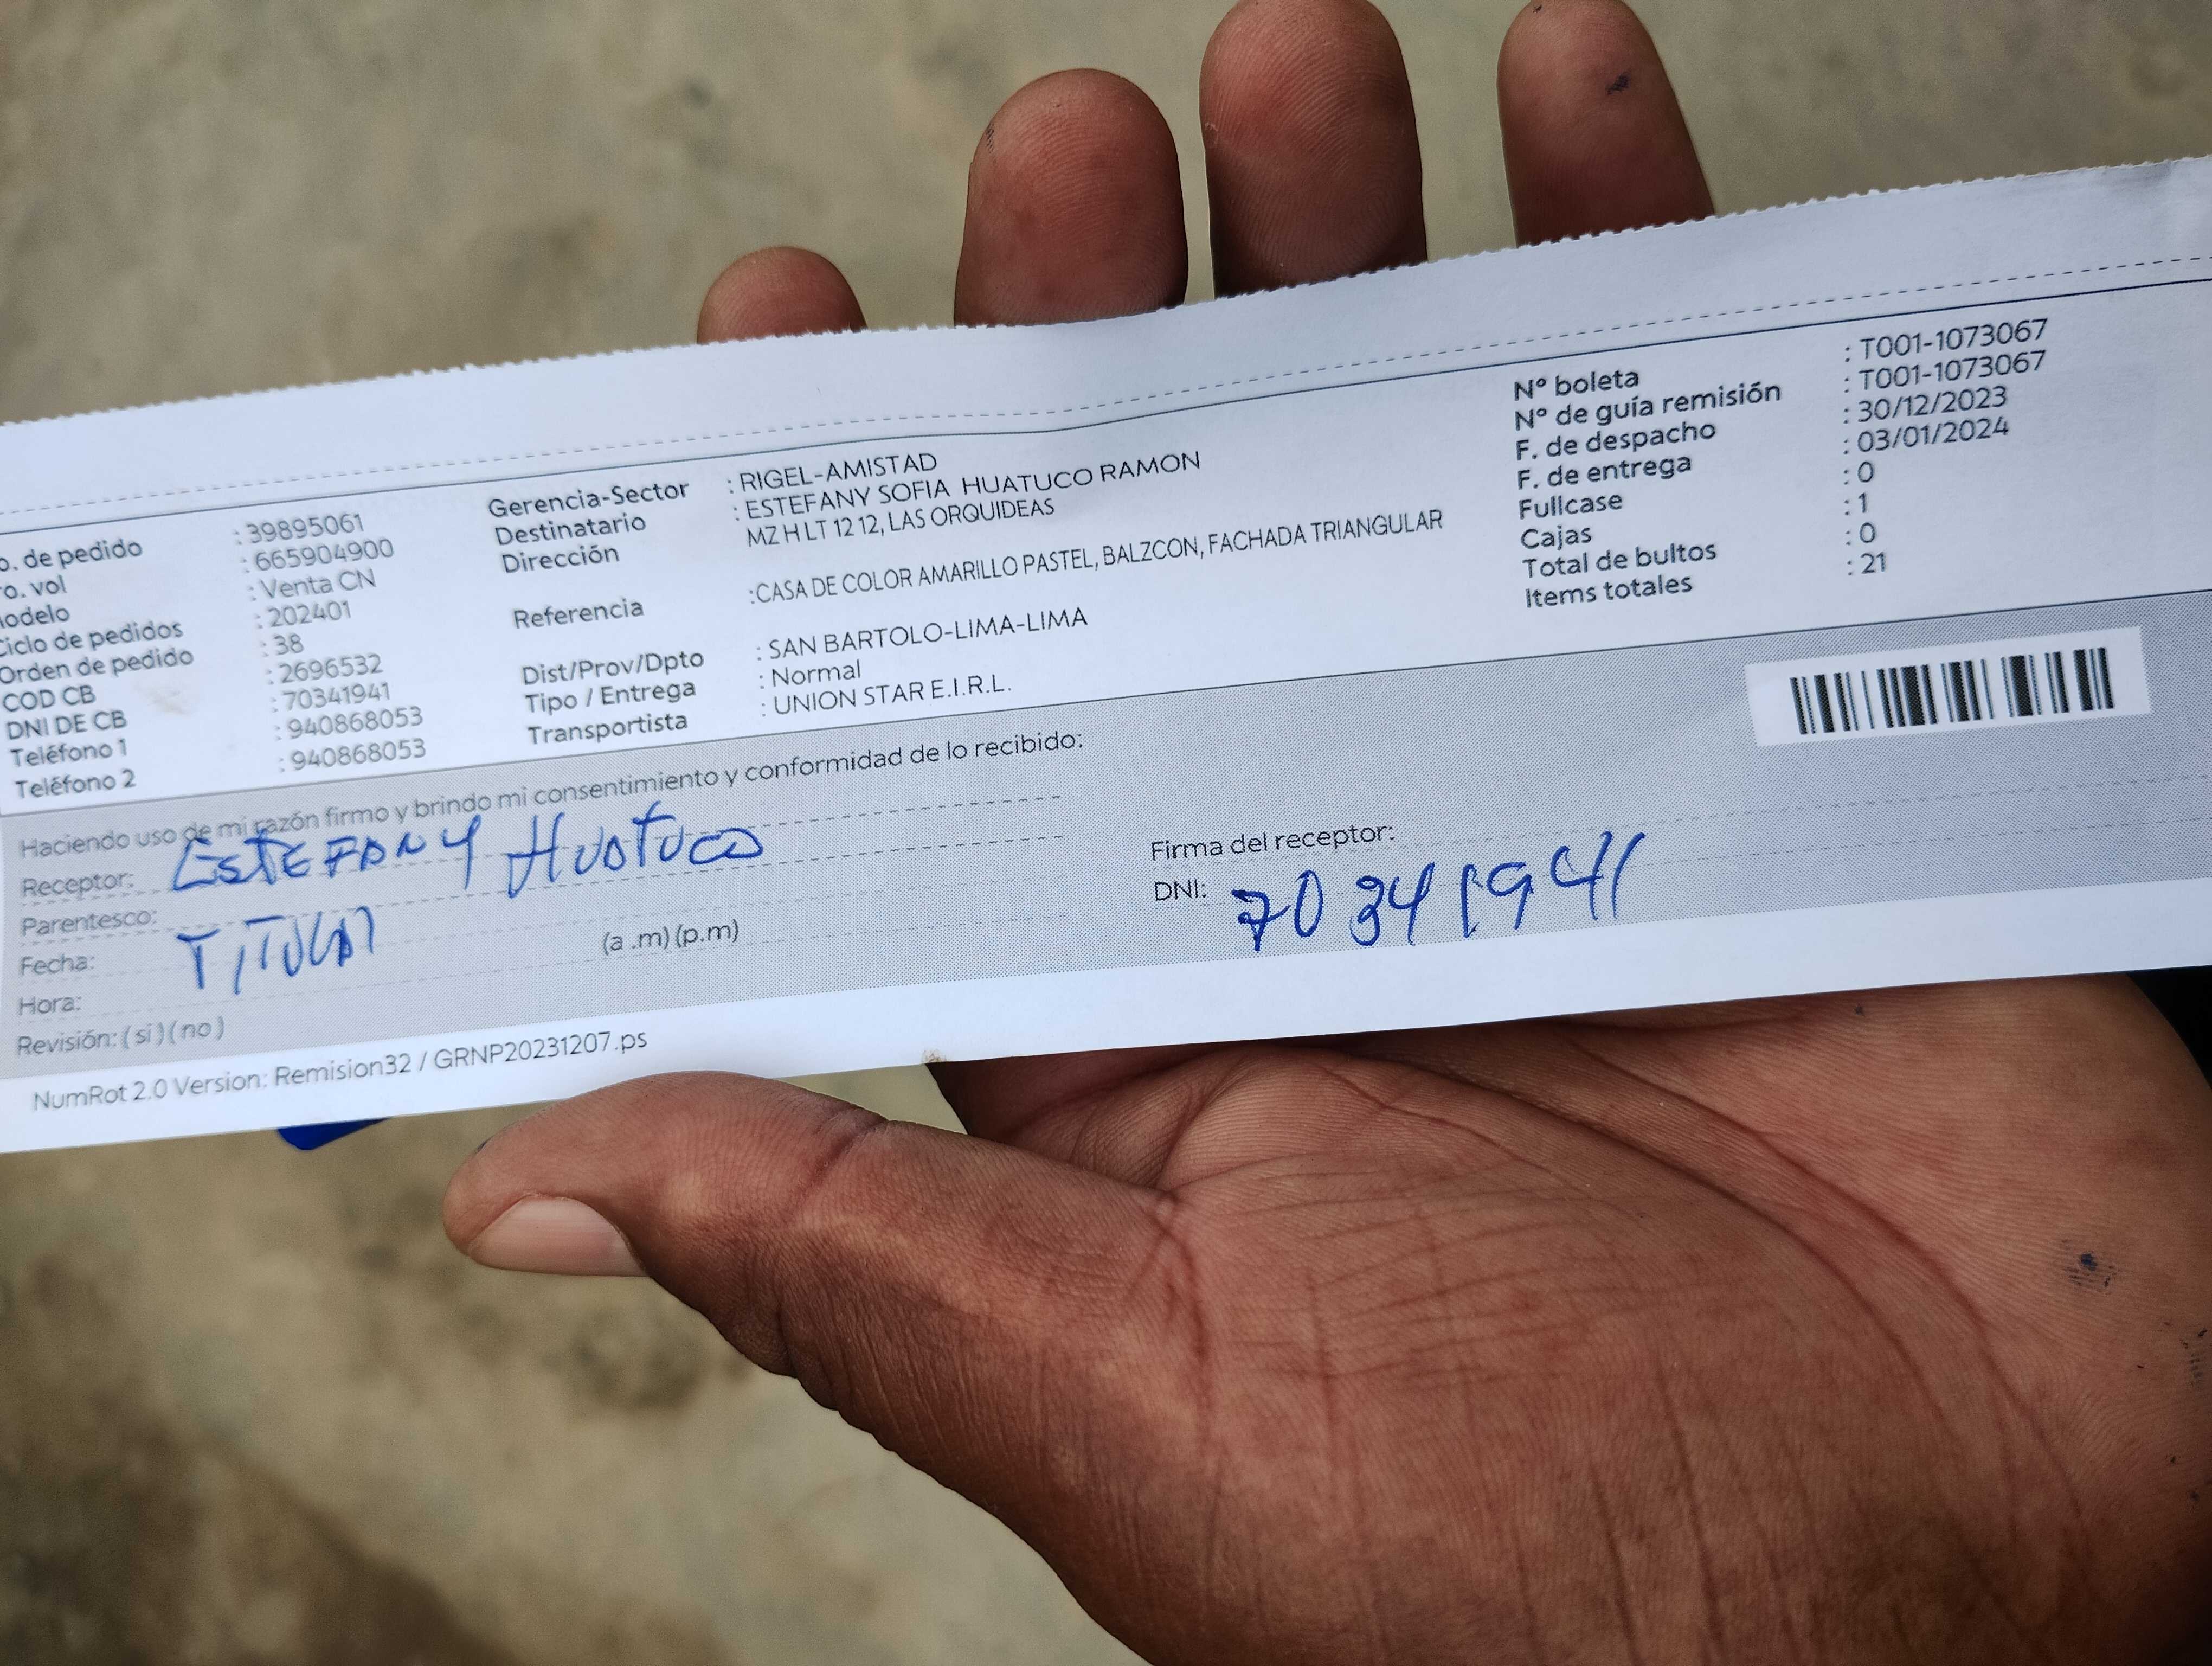 o. de pedido : 39895061
o. vol : 665904900
odelo : Venta CN
Ciclo de pedidos : 202401
Orden de pedido : 38
COD CB : 2696532
DNI DE CB : 70341941
Teléfono 1 : 940868053
Teléfono 2 : 940868053
Gerencia-Sector : RIGEL-AMISTAD
Destinatario : ESTEFANY SOFIA HUATUCO RAMON
Dirección MZ H LT 12 12, LAS ORQUIDEAS
Referencia :CASA DE COLOR AMARILLO PASTEL, BALZCON, FACHADA TRIANGULAR
Dist/Prov/Dpto : SAN BARTOLO-LIMA-LIMA
Tipo / Entrega : Normal
Transportista : UNION STAR E.I.R.L.
Nº boleta : T001-1073067
Nº de guía remisión : T001-1073067
F. de despacho : 30/12/2023
F. de entrega : 03/01/2024
Fullcase : 0
Cajas : 1
Total de bultos : 0
Items totales : 21
Haciendo uso de mi razón firmo y brindo mi consentimiento y conformidad de lo recibido:
Receptor: ESTEFANY HUATUCO
Parentesco: TITULAR
Fecha:
Hora: (a .m) (p.m)
Revisión: ( si ) ( no )
Firma del receptor:
DNI: 70341941
NumRot 2.0 Version: Remision32 / GRNP20231207.ps